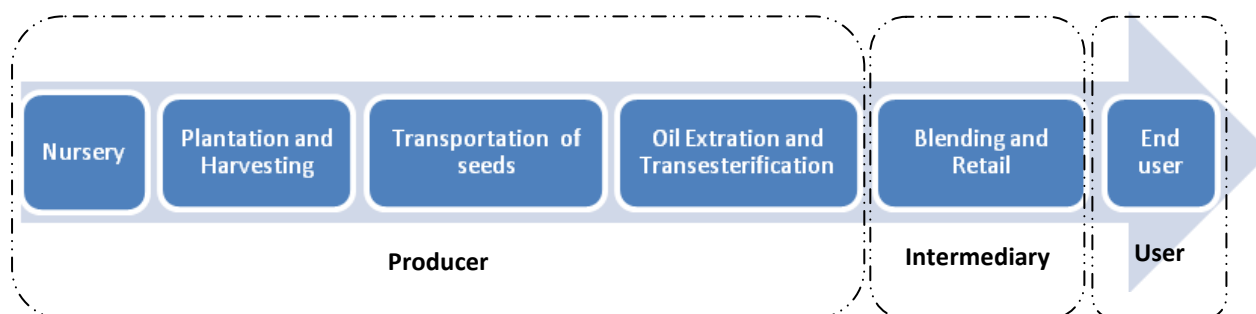 Nursery
Plantation and
Harvesting
Transportation of
seeds
Oil Extration and
Transesterification
Blending and
Retail
End
user
Producer
Intermediary
User